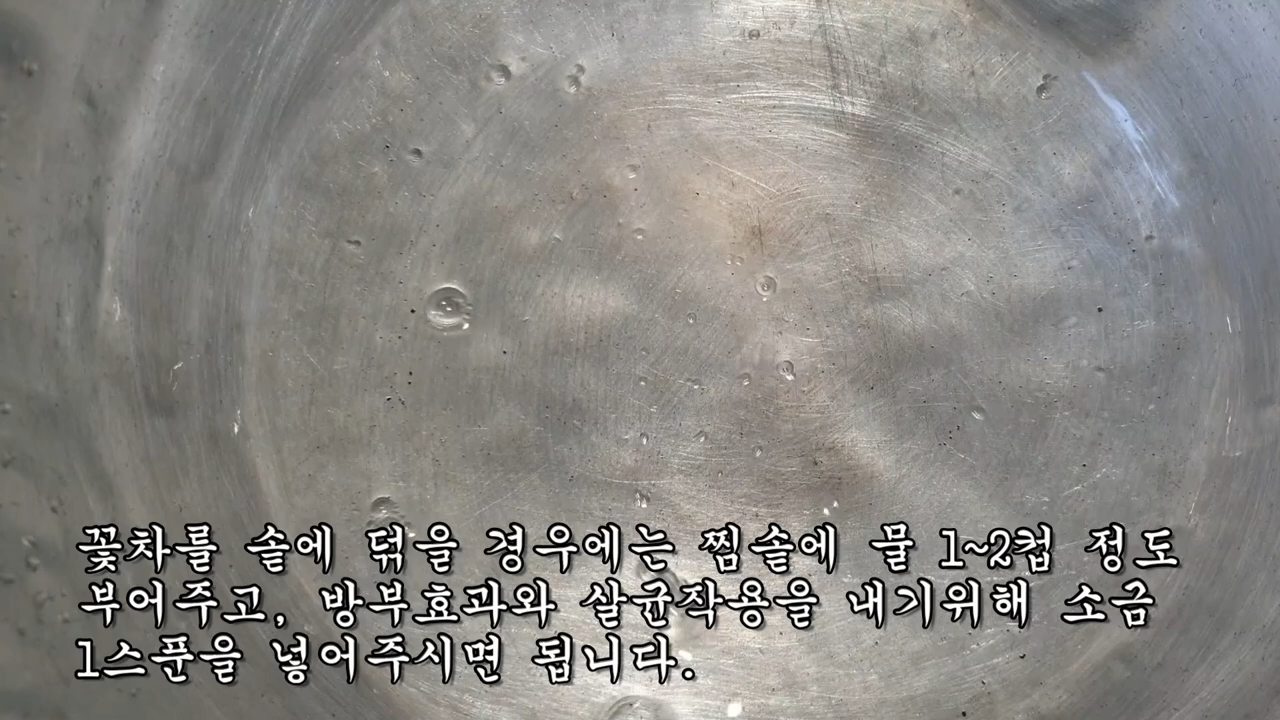 꽃차를 솥에 덖을 경우에는 찜솥에 물 1~2컵 정도
부어주고, 방부효과와 살균작용을 내기위해 소금
1스푼을 넣어주시면 됩니다.